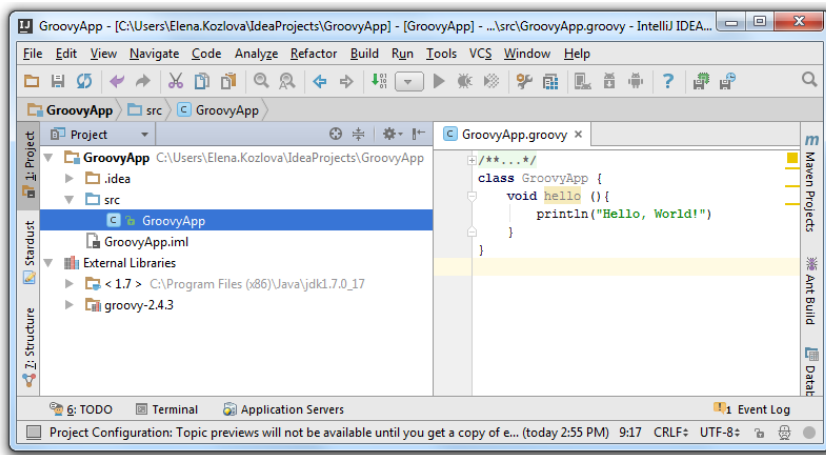 GroovyApp - [C:\Users\Elena.Kozlova\IdeaProjects\GroovyApp] - [GroovyApp] - ...\src\GroovyApp.groovy - IntelliJ IDEA...
File Edit View Navigate Code Analyze Refactor Build Run Tools VCS Window Help
GroovyApp src GroovyApp
1: Project
Stardust
7: Structure
Project
GroovyApp C:\Users\Elena.Kozlova\IdeaProjects\GroovyApp
.idea
src
GroovyApp
GroovyApp.iml
External Libraries
< 1.7 > C:\Program Files (x86)\Java\jdk1.7.0_17
groovy-2.4.3
GroovyApp.groovy
/**...*/
class GroovyApp {
void hello (){
println("Hello, World!")
}
}
Maven Projects
Ant Build
Datab
6: TODO Terminal Application Servers 1 Event Log
Project Configuration: Topic previews will not be available until you get a copy of e... (today 2:55 PM) 9:17 CRLF UTF-8